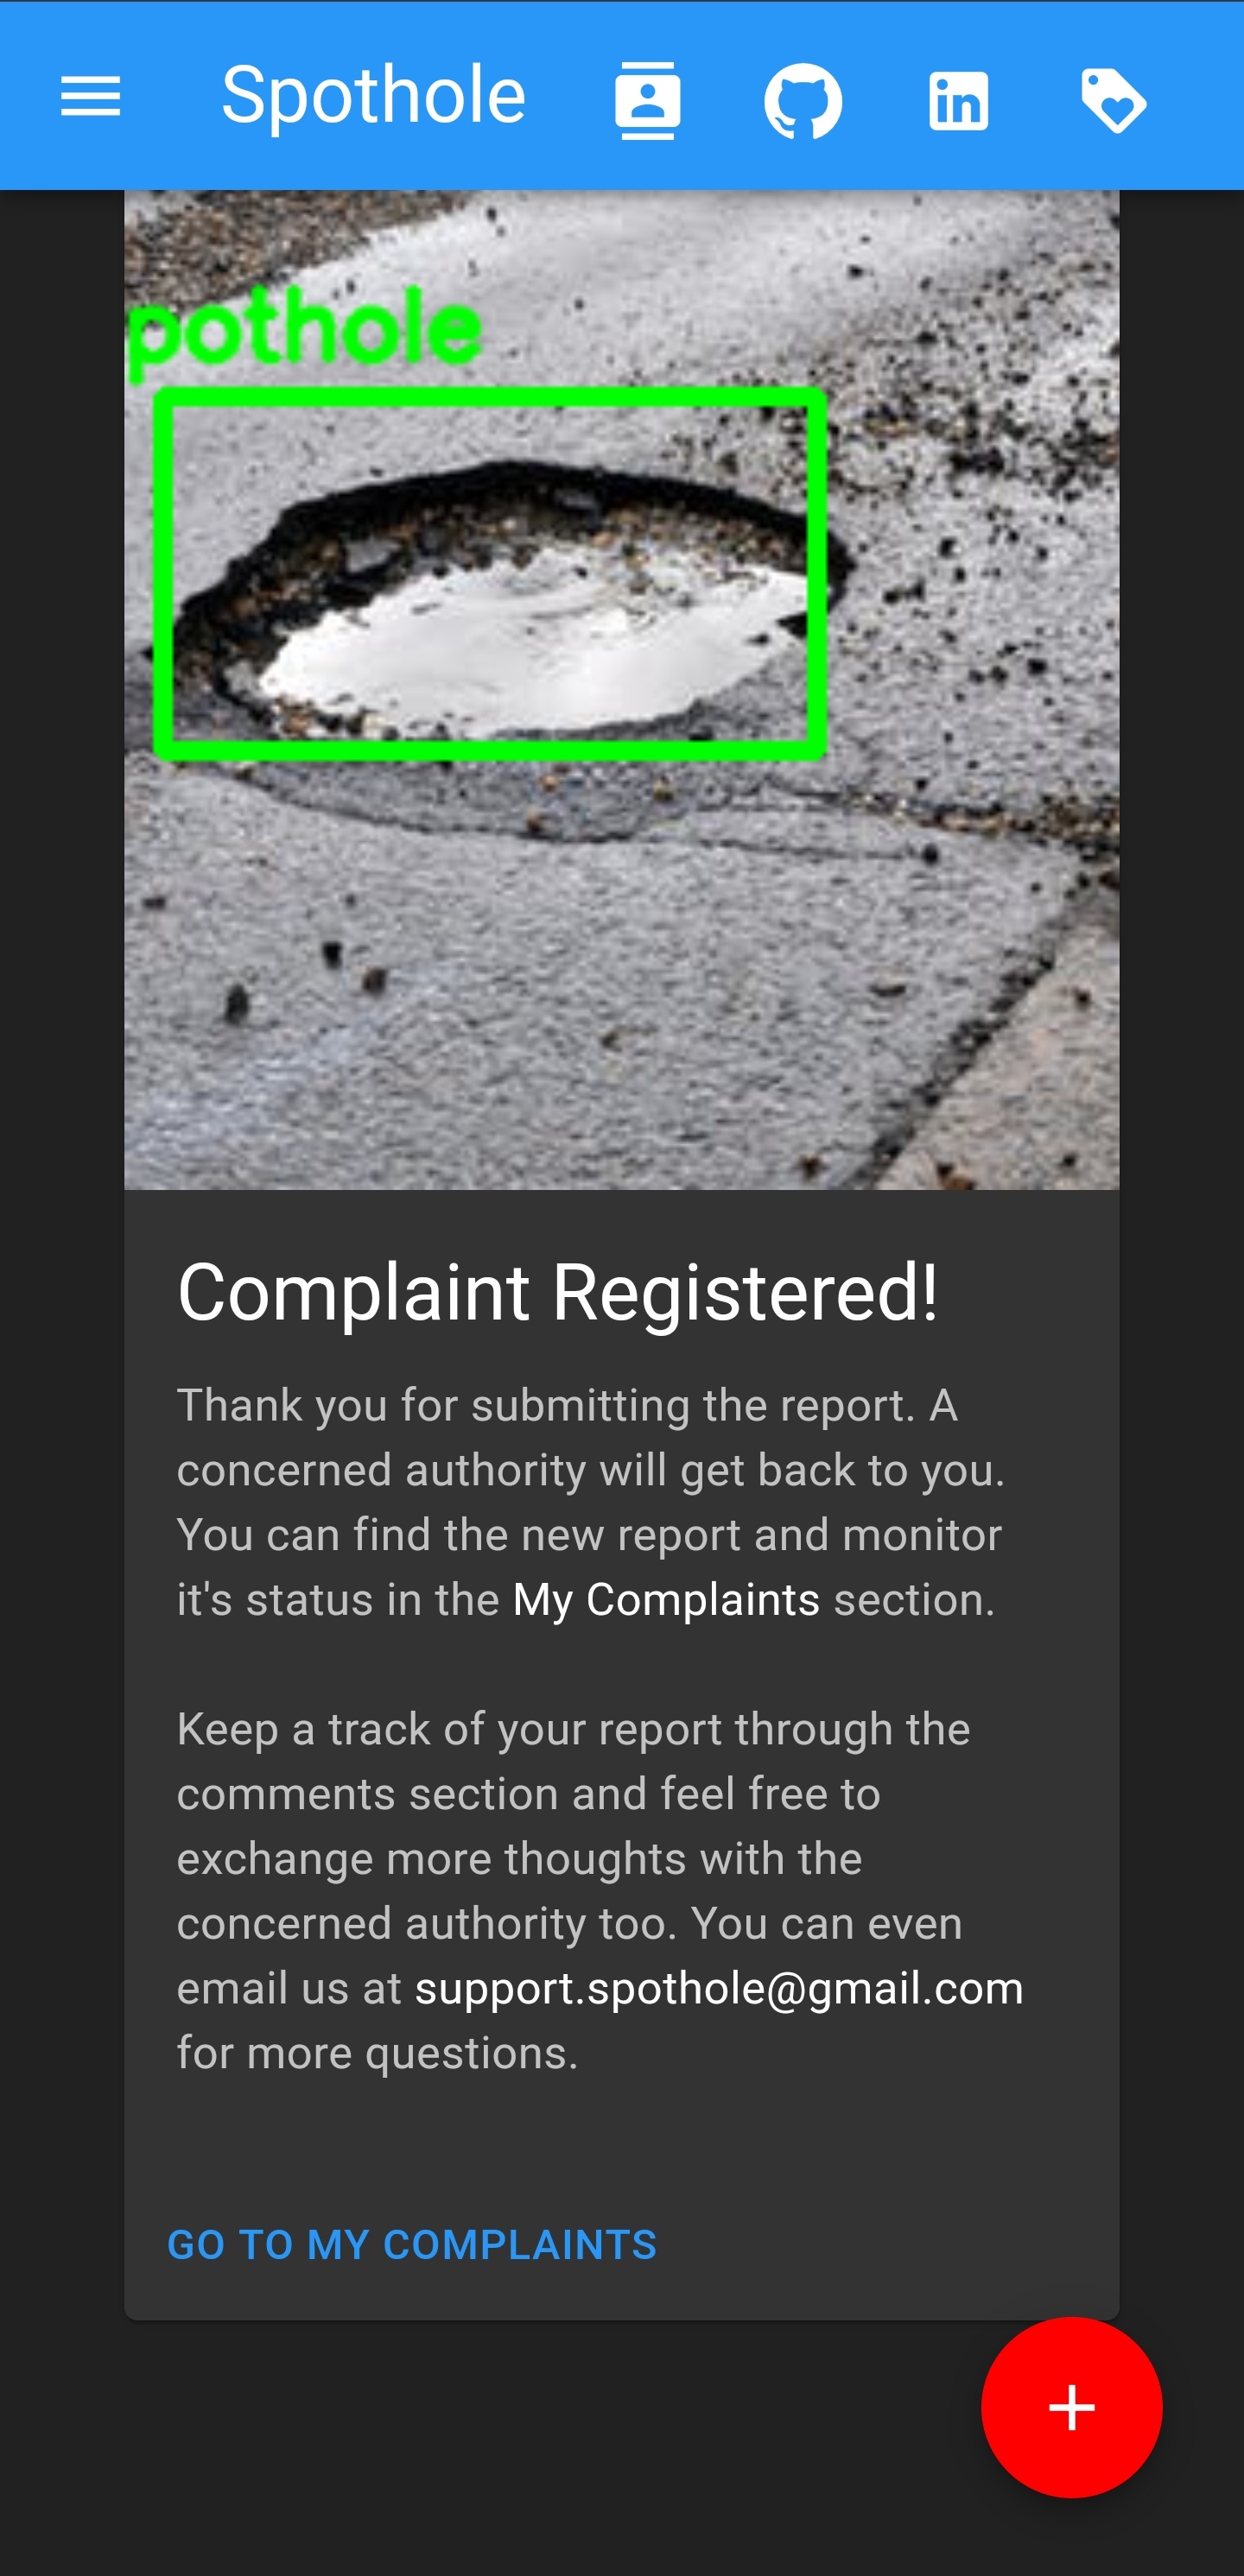 Spothole
pothole
Complaint Registered!
Thank you for submitting the report. A
concerned authority will get back to you.
You can find the new report and monitor
it's status in the My Complaints section.
Keep a track of your report through the
comments section and feel free to
exchange more thoughts with the
concerned authority too. You can even
email us at support.spothole@gmail.com
for more questions.
GO TO MY COMPLAINTS